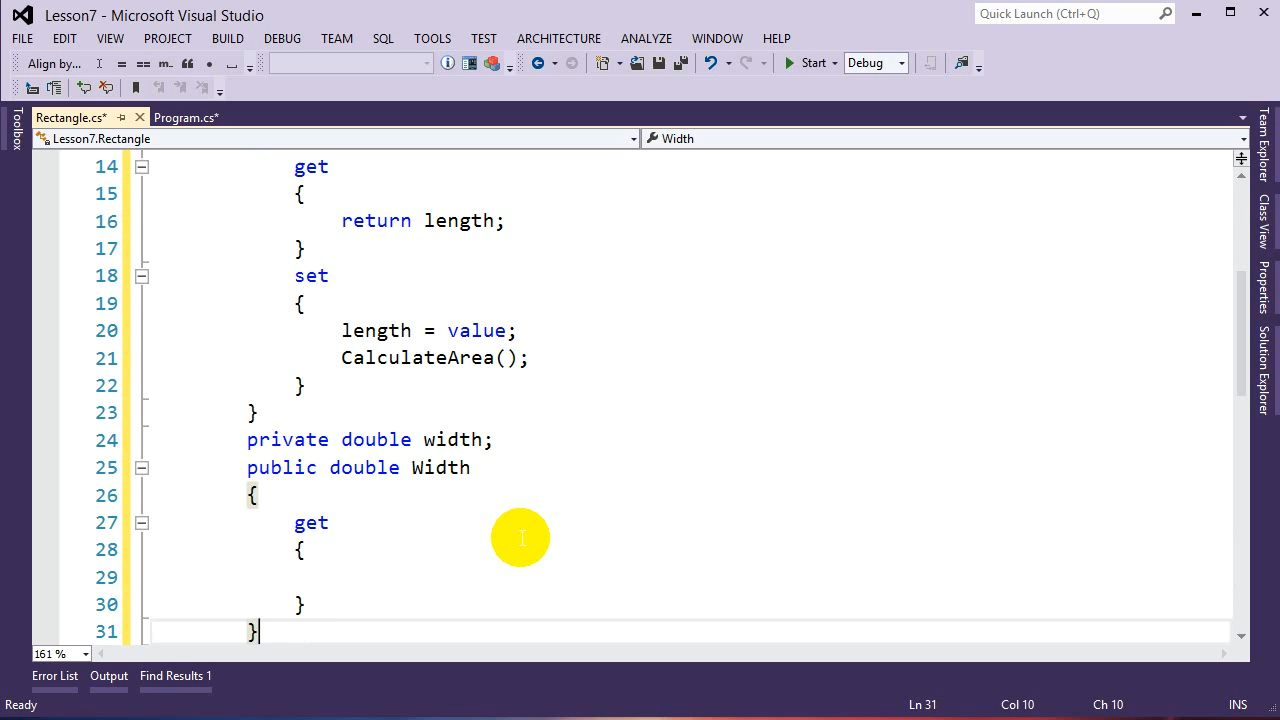 Lesson7 - Microsoft Visual Studio
Quick Launch (Ctrl+Q)
FILE EDIT VIEW PROJECT BUILD DEBUG TEAM SQL TOOLS TEST ARCHITECTURE ANALYZE WINDOW HELP
Align by... Start Debug
Rectangle.cs* Program.cs*
Lesson7.Rectangle Width
Toolbox
14 get
15 {
16 return length;
17 }
18 set
19 {
20 length = value;
21 CalculateArea();
22 }
23 }
24 private double width;
25 public double Width
26 {
27 get
28 {
29
30 }
31 }
Team Explorer
Class View
Properties
Solution Explorer
161 %
Error List Output Find Results 1
Ready Ln 31 Col 10 Ch 10 INS